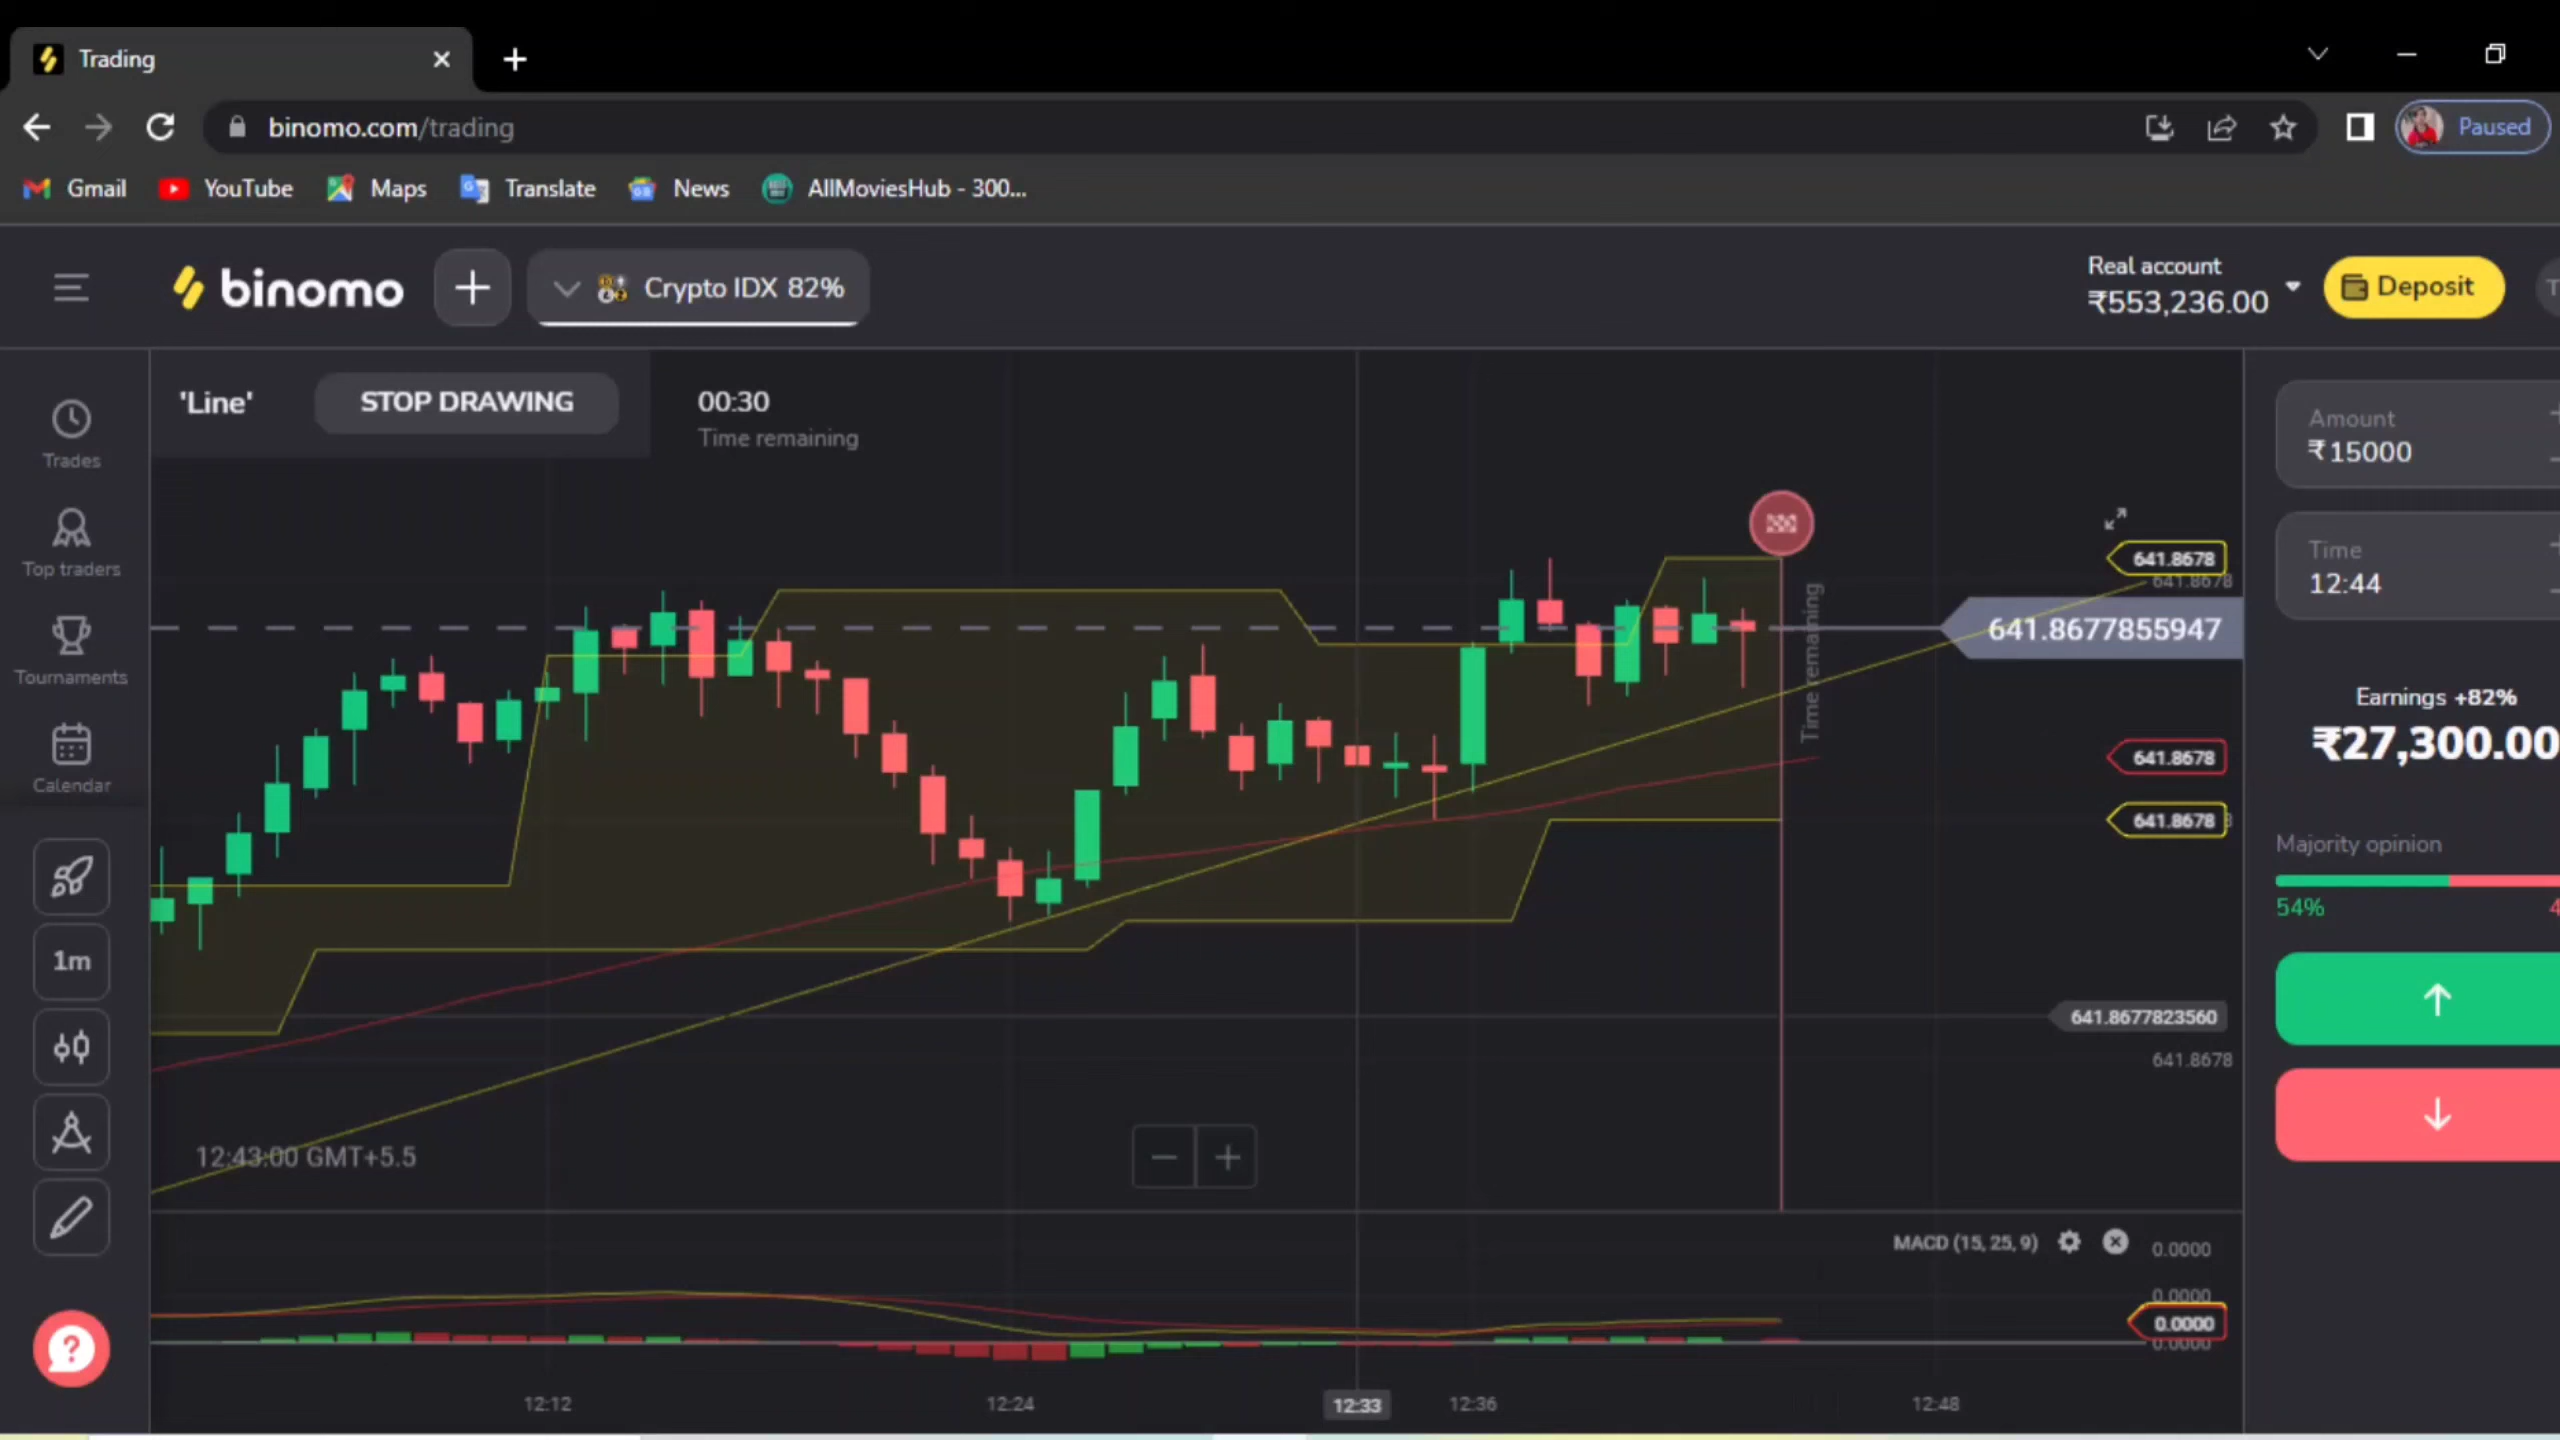 Trading
binomo.com/trading
Paused
Gmail
YouTube
Maps
Translate
News
AllMoviesHub - 300...
binomo
Crypto IDX 82%
Real account
₹553,236.00
Deposit
'Line'
STOP DRAWING
00:30
Time remaining
Trades
Top traders
Tournaments
Calendar
1m
Amount
₹15000
Time
12:44
Earnings +82%
₹27,300.00
Majority opinion
54%
4
Time remaining
641.8678
641.8678
641.8677855947
641.8678
641.8678
641.8677823560
641.8678
12:43:00 GMT+5.5
MACD (15, 25, 9)
0.0000
0.0000
0.0000
0.0000
12:12
12:24
12:33
12:36
12:48